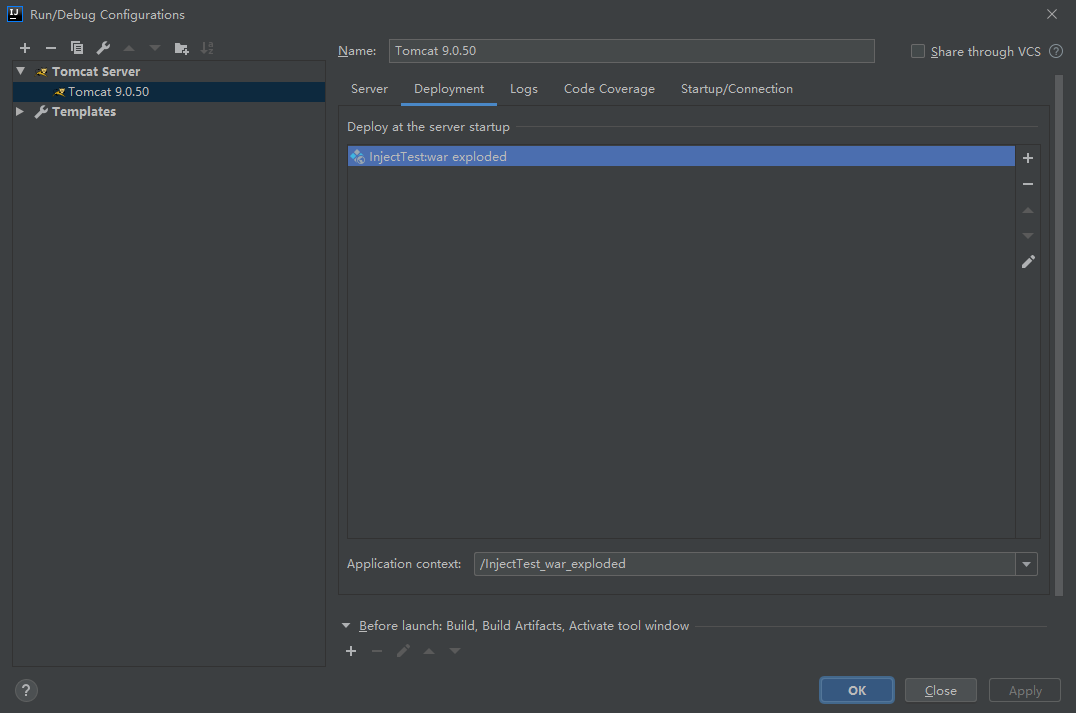 Run/Debug Configurations
Name: Tomcat 9.0.50
Share through VCS ?
Tomcat Server
Tomcat 9.0.50
Templates
Server Deployment Logs Code Coverage Startup/Connection
Deploy at the server startup
InjectTest:war exploded
Application context: /InjectTest_war_exploded
Before launch: Build, Build Artifacts, Activate tool window
? OK Close Apply